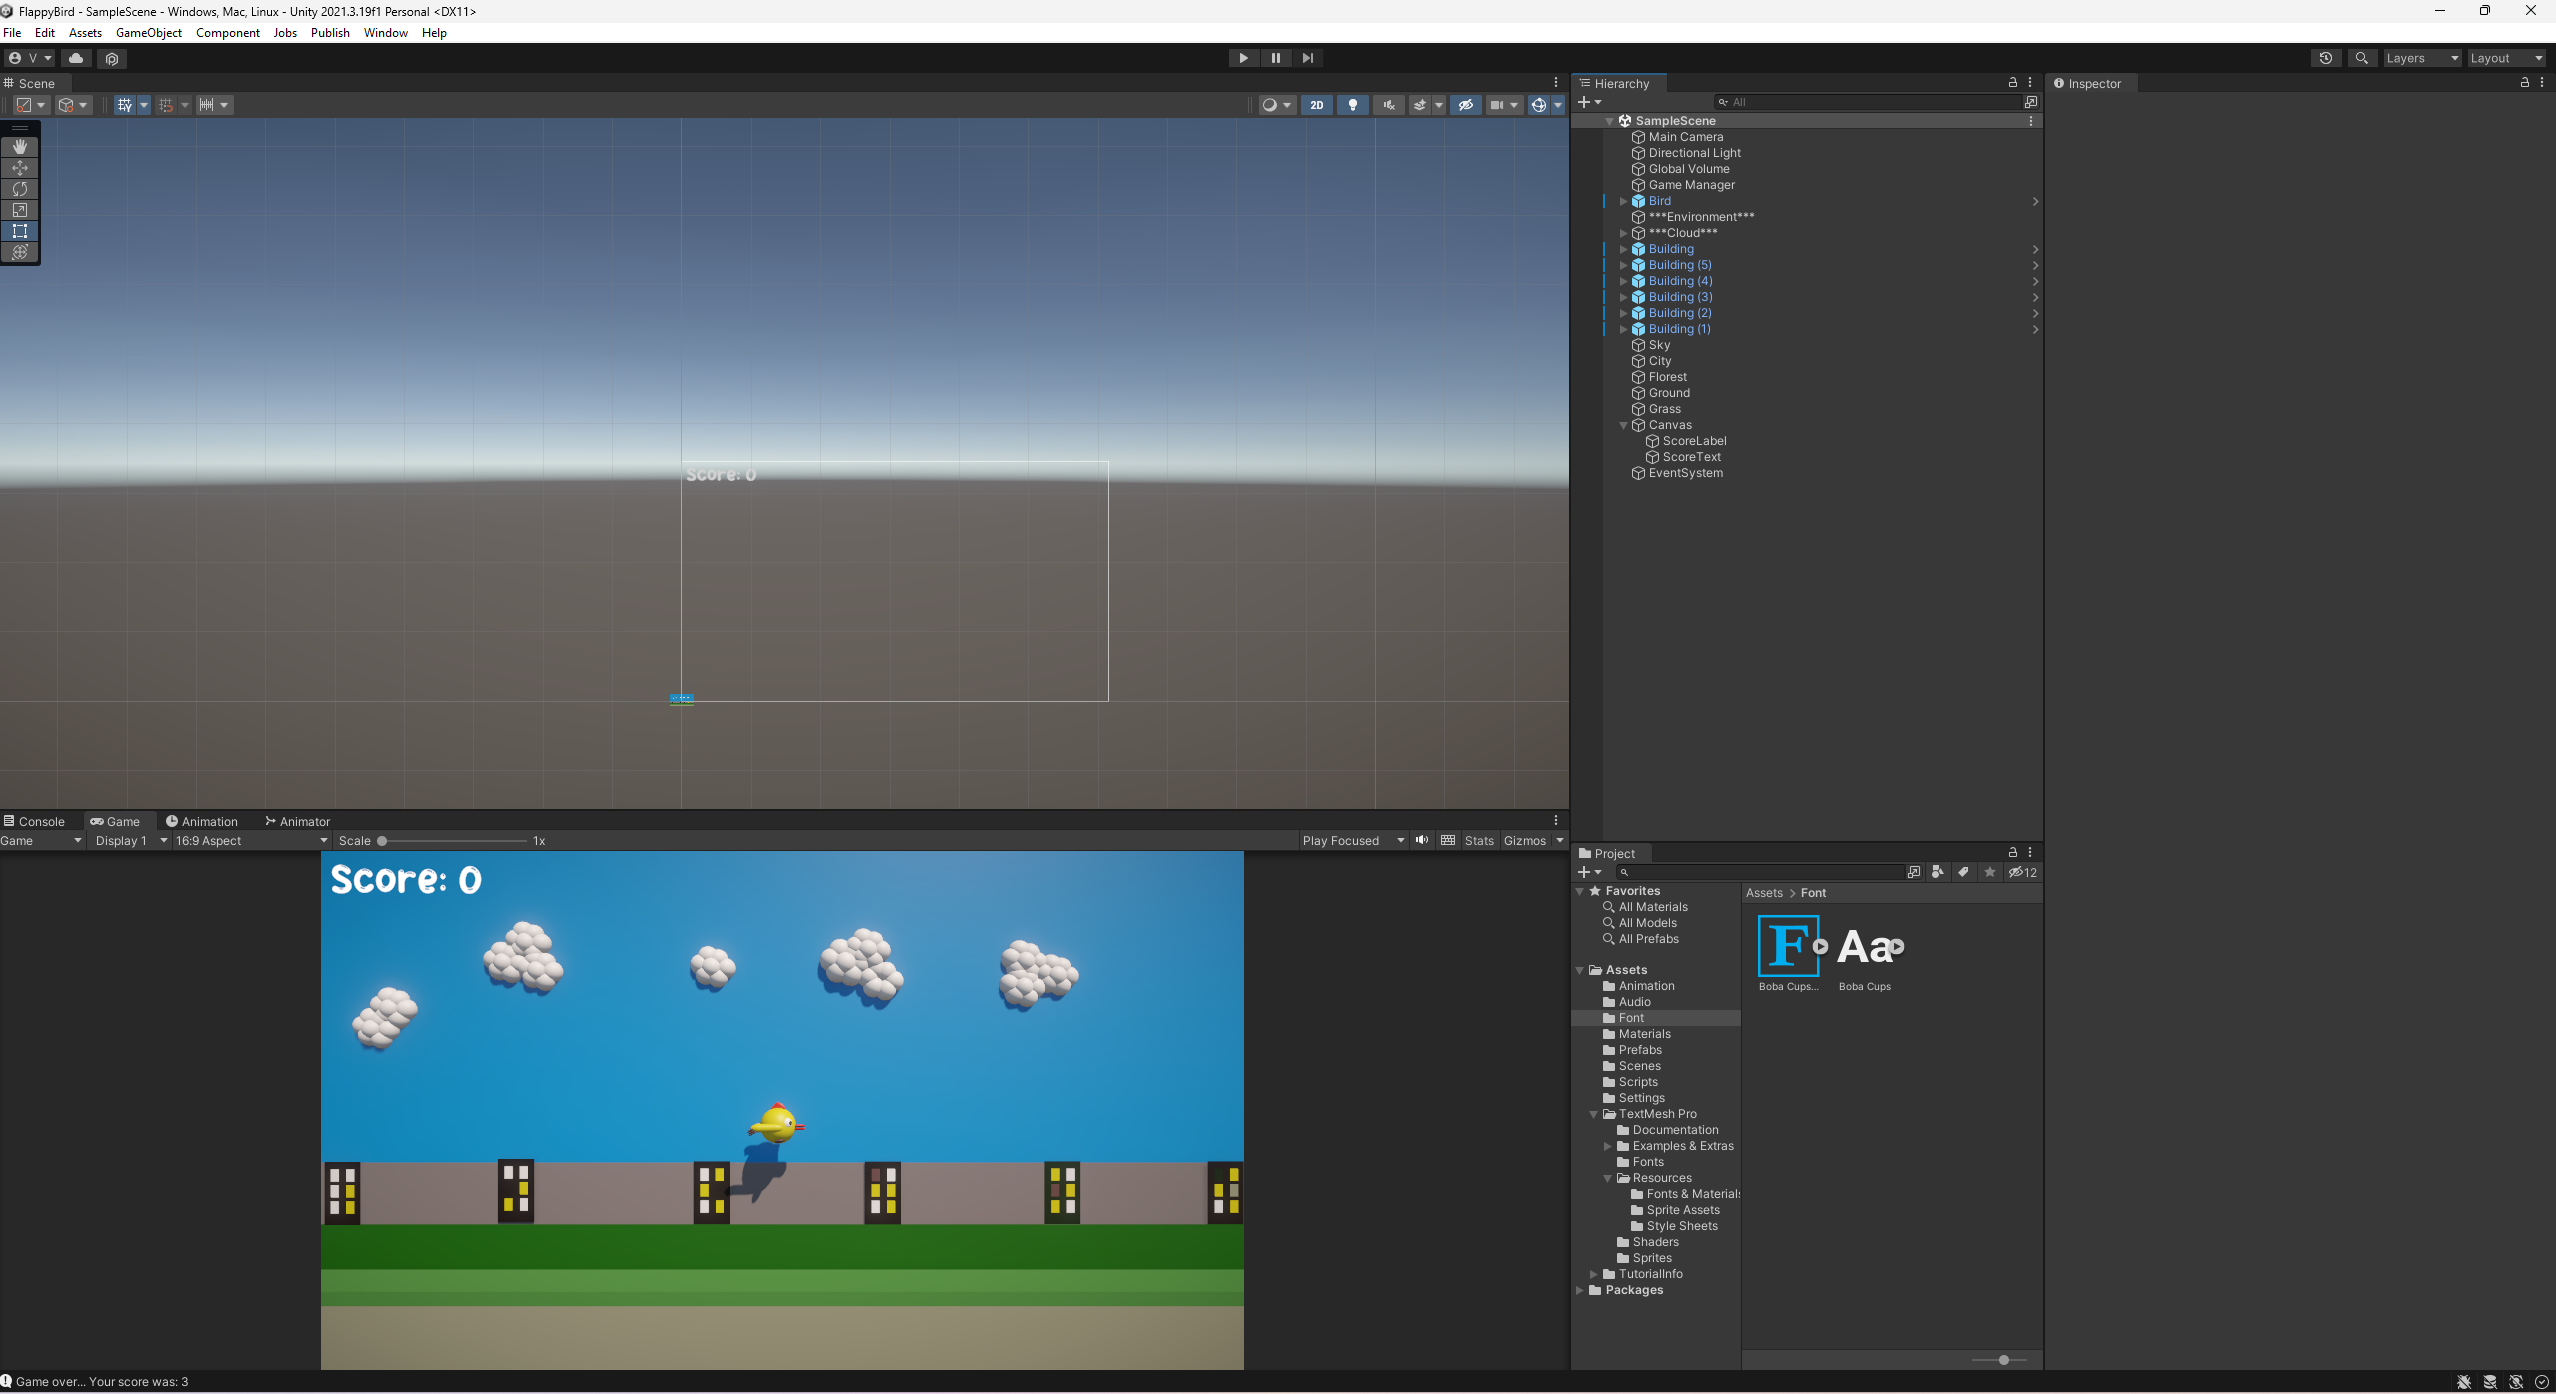 FlappyBird - SampleScene - Windows, Mac, Linux - Unity 2021.3.19f1 Personal <DX11>
File Edit Assets GameObject Component Jobs Publish Window Help
V
Layers
Layout
Scene
2D
Score: 0
Hierarchy
All
SampleScene
Main Camera
Directional Light
Global Volume
Game Manager
Bird
***Environment***
***Cloud***
Building
Building (5)
Building (4)
Building (3)
Building (2)
Building (1)
Sky
City
Florest
Ground
Grass
Canvas
ScoreLabel
ScoreText
EventSystem
Inspector
Console Game Animation Animator
Game Display 1 16:9 Aspect Scale 1x Play Focused Stats Gizmos
Score: 0
Project
12
Favorites
All Materials
All Models
All Prefabs
Assets
Animation
Audio
Font
Materials
Prefabs
Scenes
Scripts
Settings
TextMesh Pro
Documentation
Examples & Extras
Fonts
Resources
Fonts & Material
Sprite Assets
Style Sheets
Shaders
Sprites
TutorialInfo
Packages
Assets > Font
F Aa
Boba Cups... Boba Cups
Game over... Your score was: 3